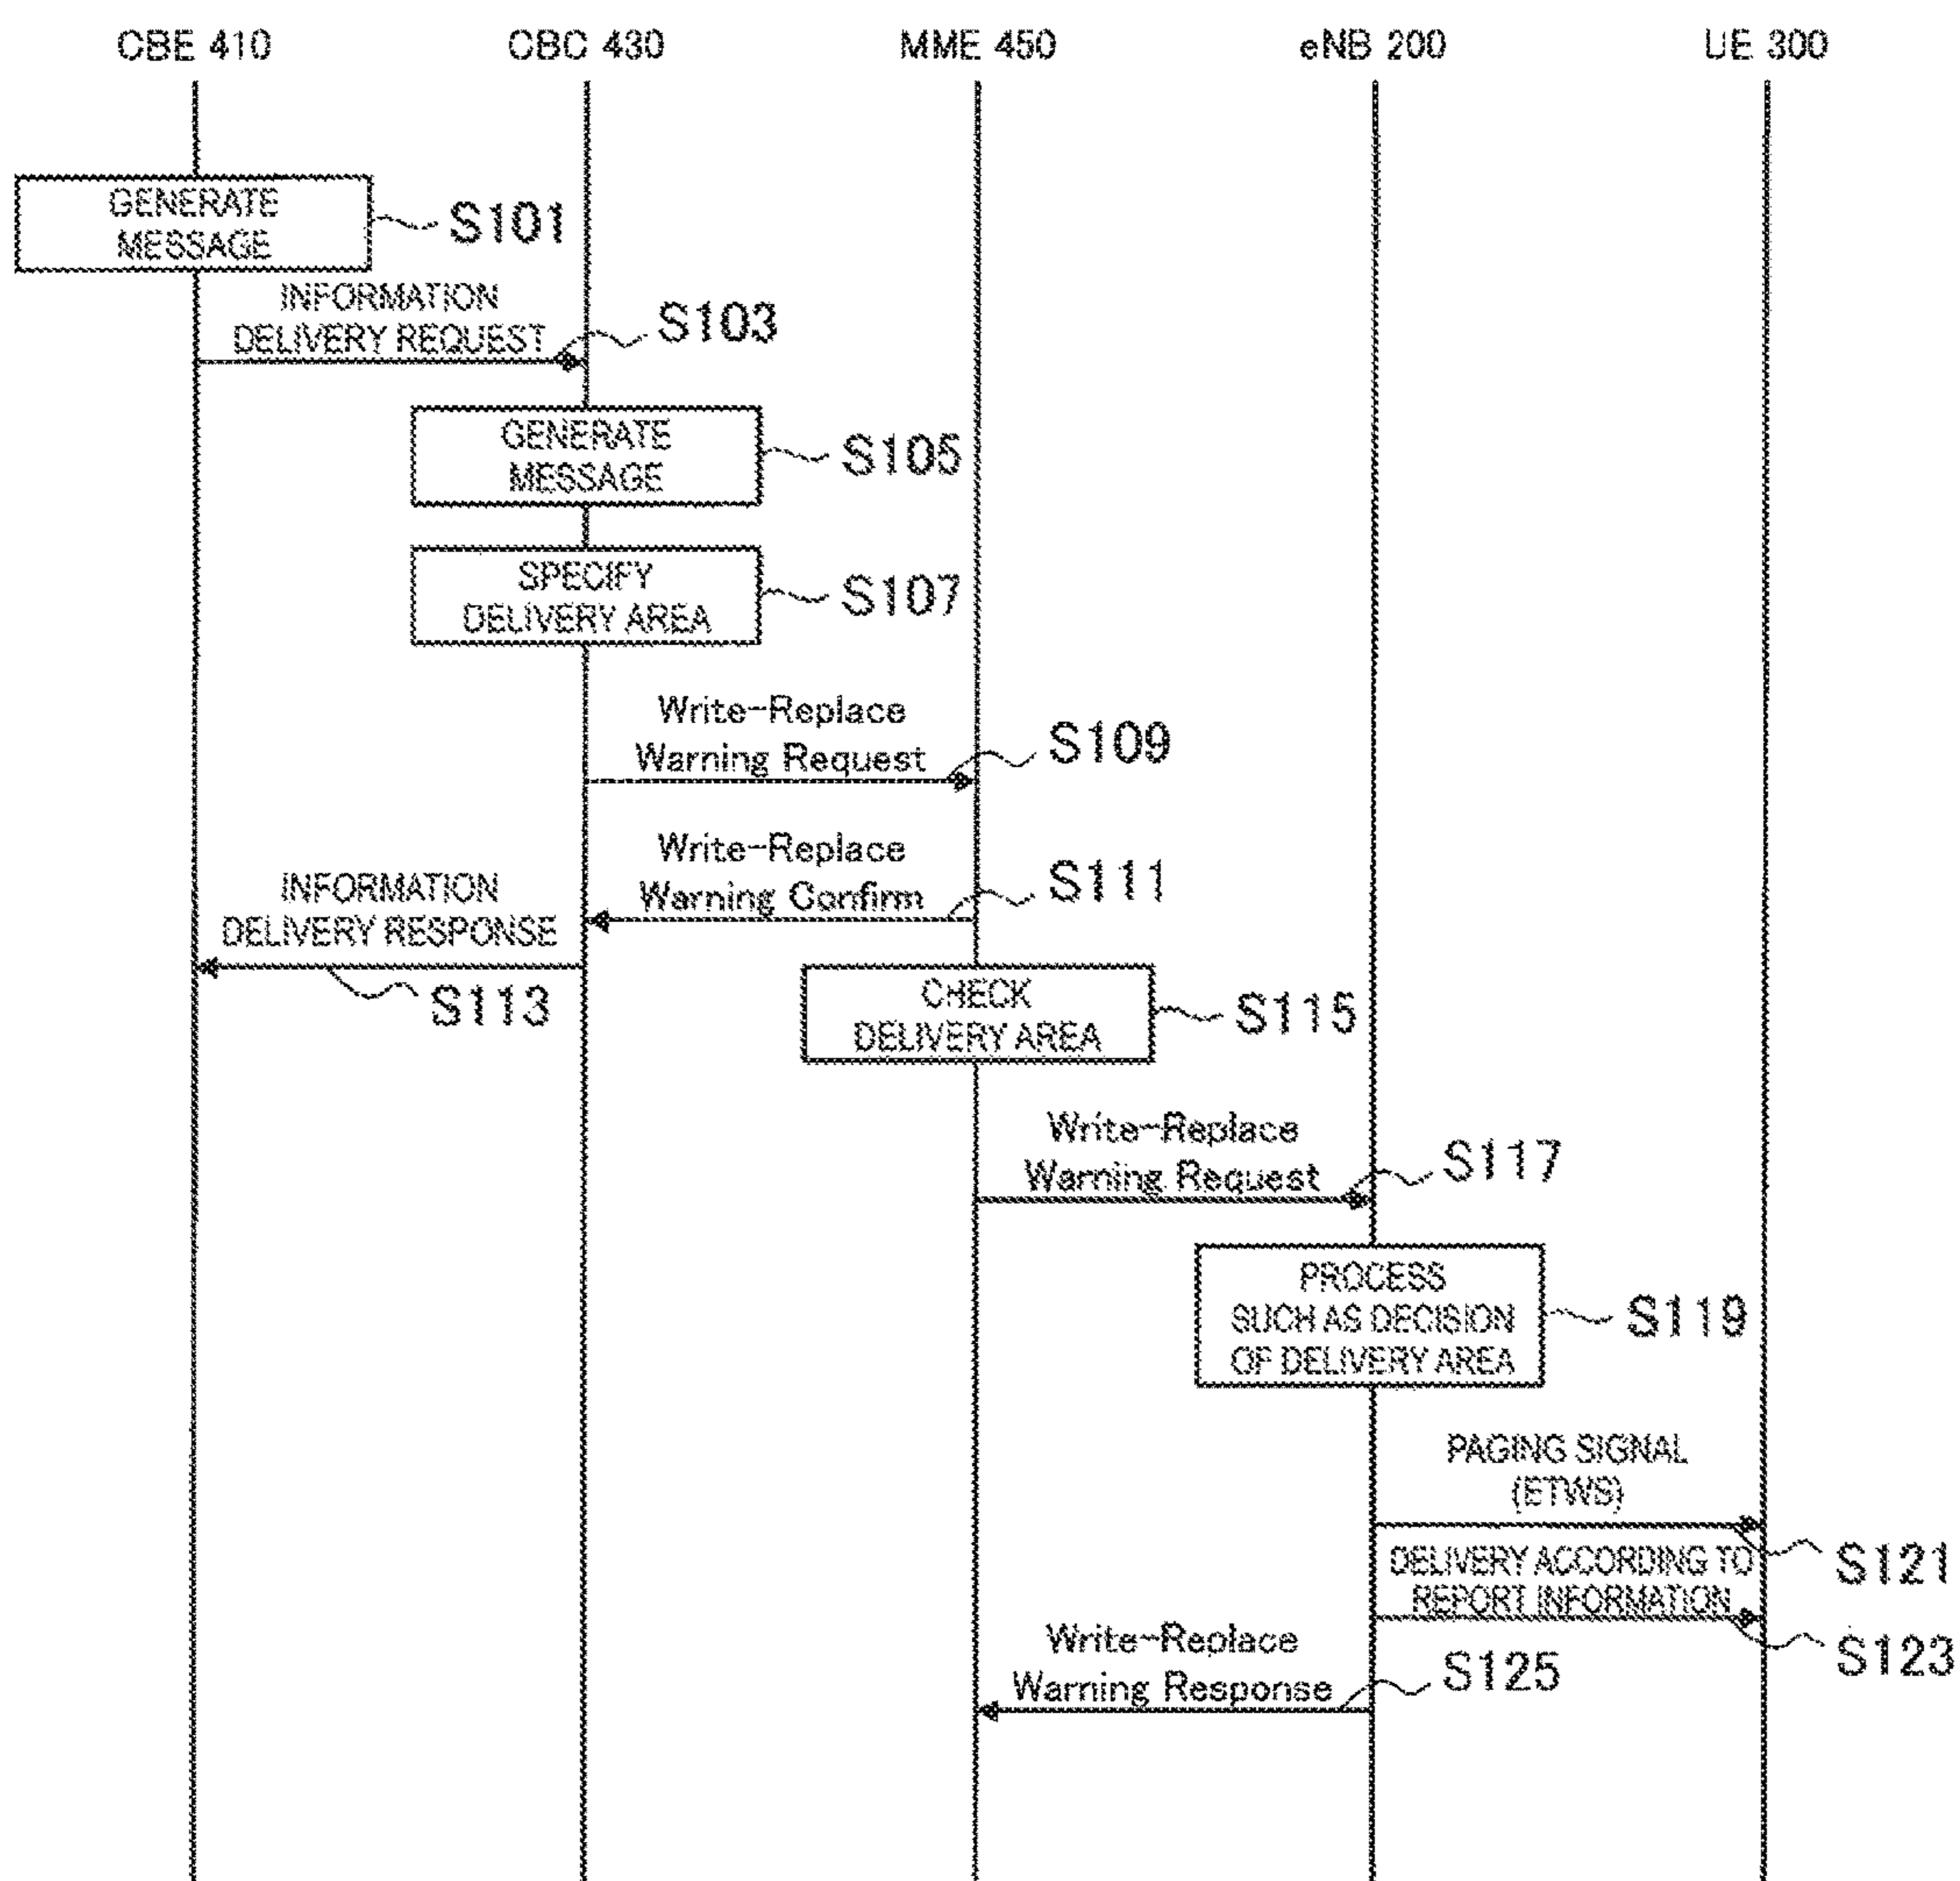 CBE 410
CBC 430
MME 450
eNB 200
UE 300
GENERATE
MESSAGE
S101
INFORMATION
DELIVERY REQUEST
S103
GENERATE
MESSAGE
S105
SPECIFY
DELIVERY AREA
S107
Write-Replace
Warning Request
S109
Write-Replace
Warning Confirm
S111
INFORMATION
DELIVERY RESPONSE
S113
CHECK
DELIVERY AREA
S115
Write-Replace
Warning Request
S117
PROCESS
SUCH AS DECISION
OF DELIVERY AREA
S119
PAGING SIGNAL
(ETWS)
S121
DELIVERY ACCORDING TO
REPORT INFORMATION
S123
Write-Replace
Warning Response
S125